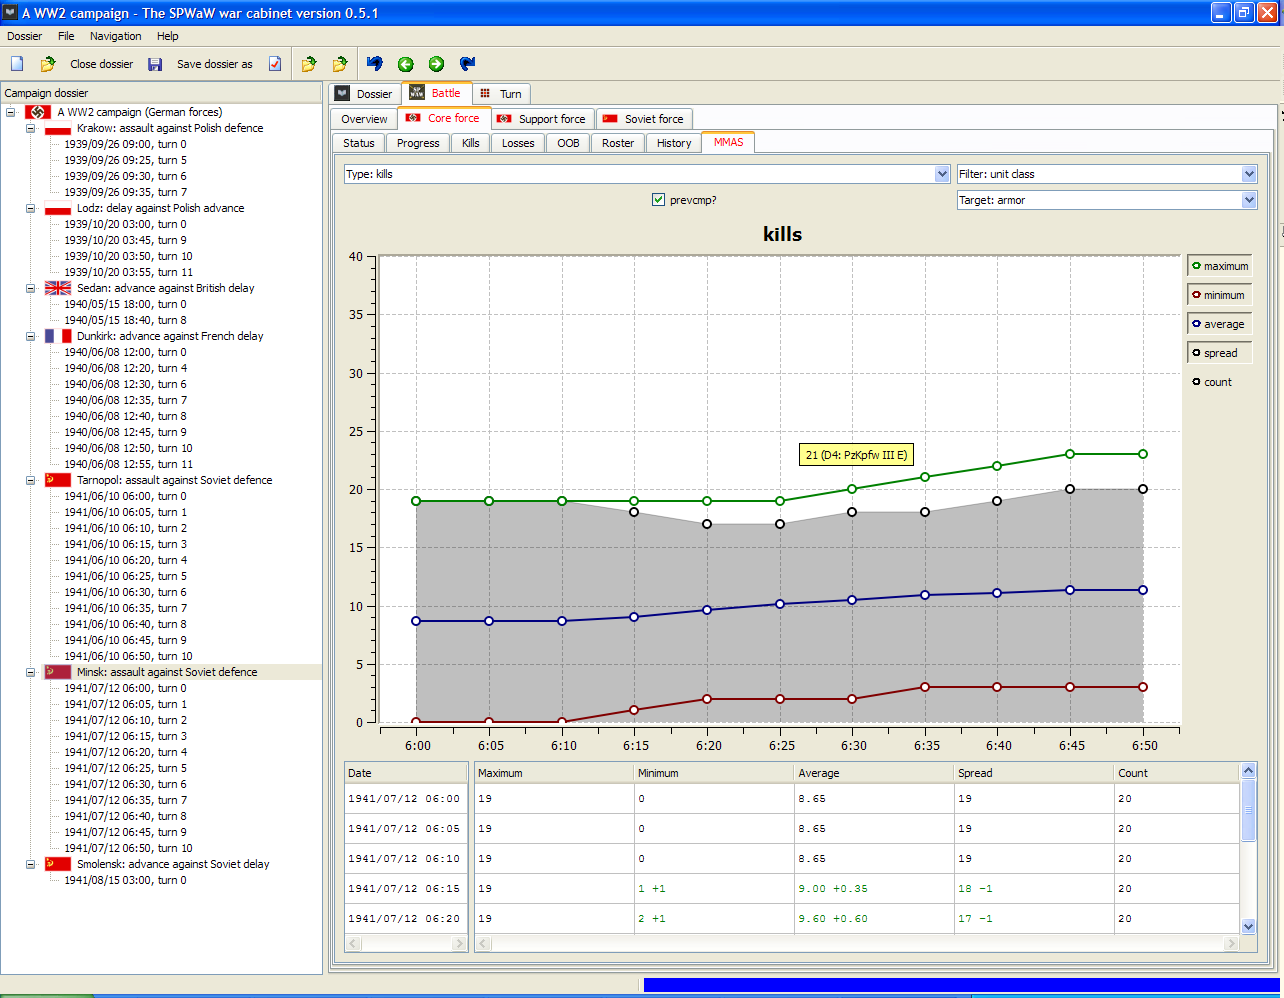 A WW2 campaign - The SPWaW war cabinet version 0.5.1
Dossier File Navigation Help
Close dossier Save dossier as
Campaign dossier
A WW2 campaign (German forces)
Krakow: assault against Polish defence
1939/09/26 09:00, turn 0
1939/09/26 09:25, turn 5
1939/09/26 09:30, turn 6
1939/09/26 09:35, turn 7
Lodz: delay against Polish advance
1939/10/20 03:00, turn 0
1939/10/20 03:45, turn 9
1939/10/20 03:50, turn 10
1939/10/20 03:55, turn 11
Sedan: advance against British delay
1940/05/15 18:00, turn 0
1940/05/15 18:40, turn 8
Dunkirk: advance against French delay
1940/06/08 12:00, turn 0
1940/06/08 12:20, turn 4
1940/06/08 12:30, turn 6
1940/06/08 12:35, turn 7
1940/06/08 12:40, turn 8
1940/06/08 12:45, turn 9
1940/06/08 12:50, turn 10
1940/06/08 12:55, turn 11
Tarnopol: assault against Soviet defence
1941/06/10 06:00, turn 0
1941/06/10 06:05, turn 1
1941/06/10 06:10, turn 2
1941/06/10 06:15, turn 3
1941/06/10 06:20, turn 4
1941/06/10 06:25, turn 5
1941/06/10 06:30, turn 6
1941/06/10 06:35, turn 7
1941/06/10 06:40, turn 8
1941/06/10 06:45, turn 9
1941/06/10 06:50, turn 10
Minsk: assault against Soviet defence
1941/07/12 06:00, turn 0
1941/07/12 06:05, turn 1
1941/07/12 06:10, turn 2
1941/07/12 06:15, turn 3
1941/07/12 06:20, turn 4
1941/07/12 06:25, turn 5
1941/07/12 06:30, turn 6
1941/07/12 06:35, turn 7
1941/07/12 06:40, turn 8
1941/07/12 06:45, turn 9
1941/07/12 06:50, turn 10
Smolensk: advance against Soviet delay
1941/08/15 03:00, turn 0
Dossier SP WAW Battle Turn
Overview Core force Support force Soviet force
Status Progress Kills Losses OOB Roster History MMAS
Type: kills Filter: unit class
prevcmp? Target: armor
kills
40
35
30
25
20
15
10
5
0
21 (D4: PzKpfw III E)
6:00 6:05 6:10 6:15 6:20 6:25 6:30 6:35 6:40 6:45 6:50
maximum
minimum
average
spread
count
Date Maximum Minimum Average Spread Count
1941/07/12 06:00 19 0 8.65 19 20
1941/07/12 06:05 19 0 8.65 19 20
1941/07/12 06:10 19 0 8.65 19 20
1941/07/12 06:15 19 1 +1 9.00 +0.35 18 -1 20
1941/07/12 06:20 19 2 +1 9.60 +0.60 17 -1 20